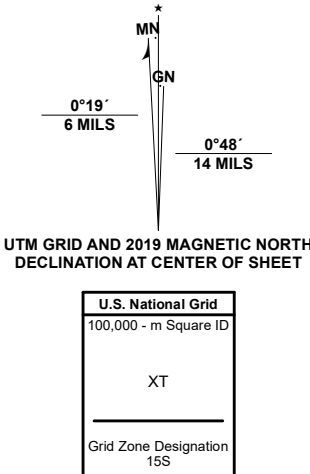 MN
GN
0°19´
6 MILS
0°48´
14 MILS
UTM GRID AND 2019 MAGNETIC NORTH
DECLINATION AT CENTER OF SHEET
U.S. National Grid
100,000 - m Square ID
XT
Grid Zone Designation
15S